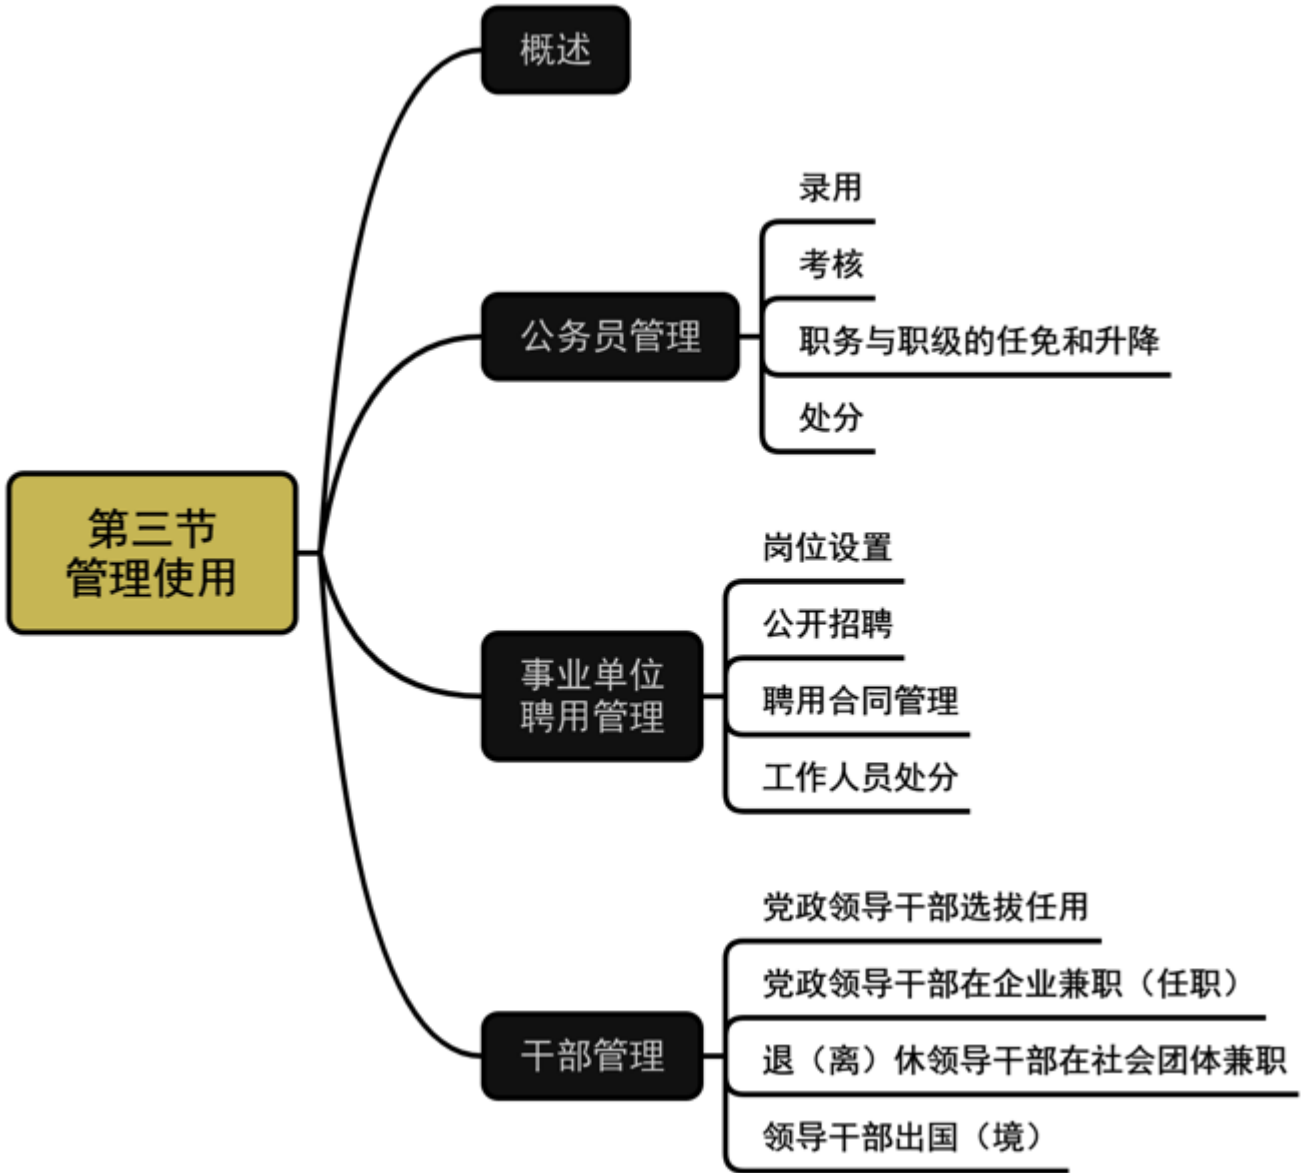 第三节
管理使用
概述
公务员管理
录用
考核
职务与职级的任免和升降
处分
事业单位
聘用管理
岗位设置
公开招聘
聘用合同管理
工作人员处分
干部管理
党政领导干部选拔任用
党政领导干部在企业兼职（任职）
退（离）休领导干部在社会团体兼职
领导干部出国（境）